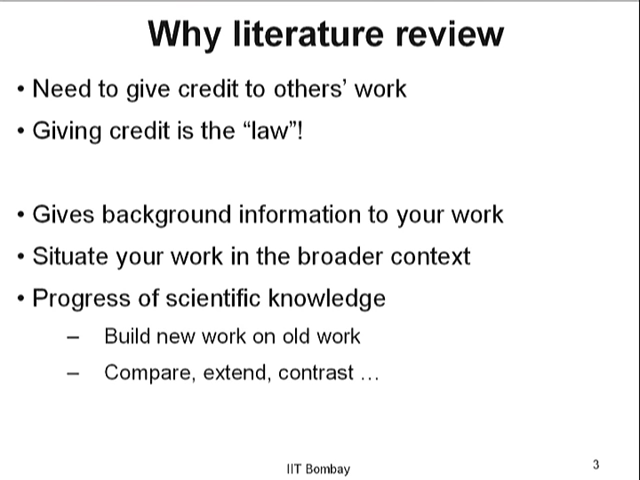 Why literature review
• Need to give credit to others’ work
• Giving credit is the “law”!
• Gives background information to your work
• Situate your work in the broader context
• Progress of scientific knowledge
– Build new work on old work
– Compare, extend, contrast …
IIT Bombay
3